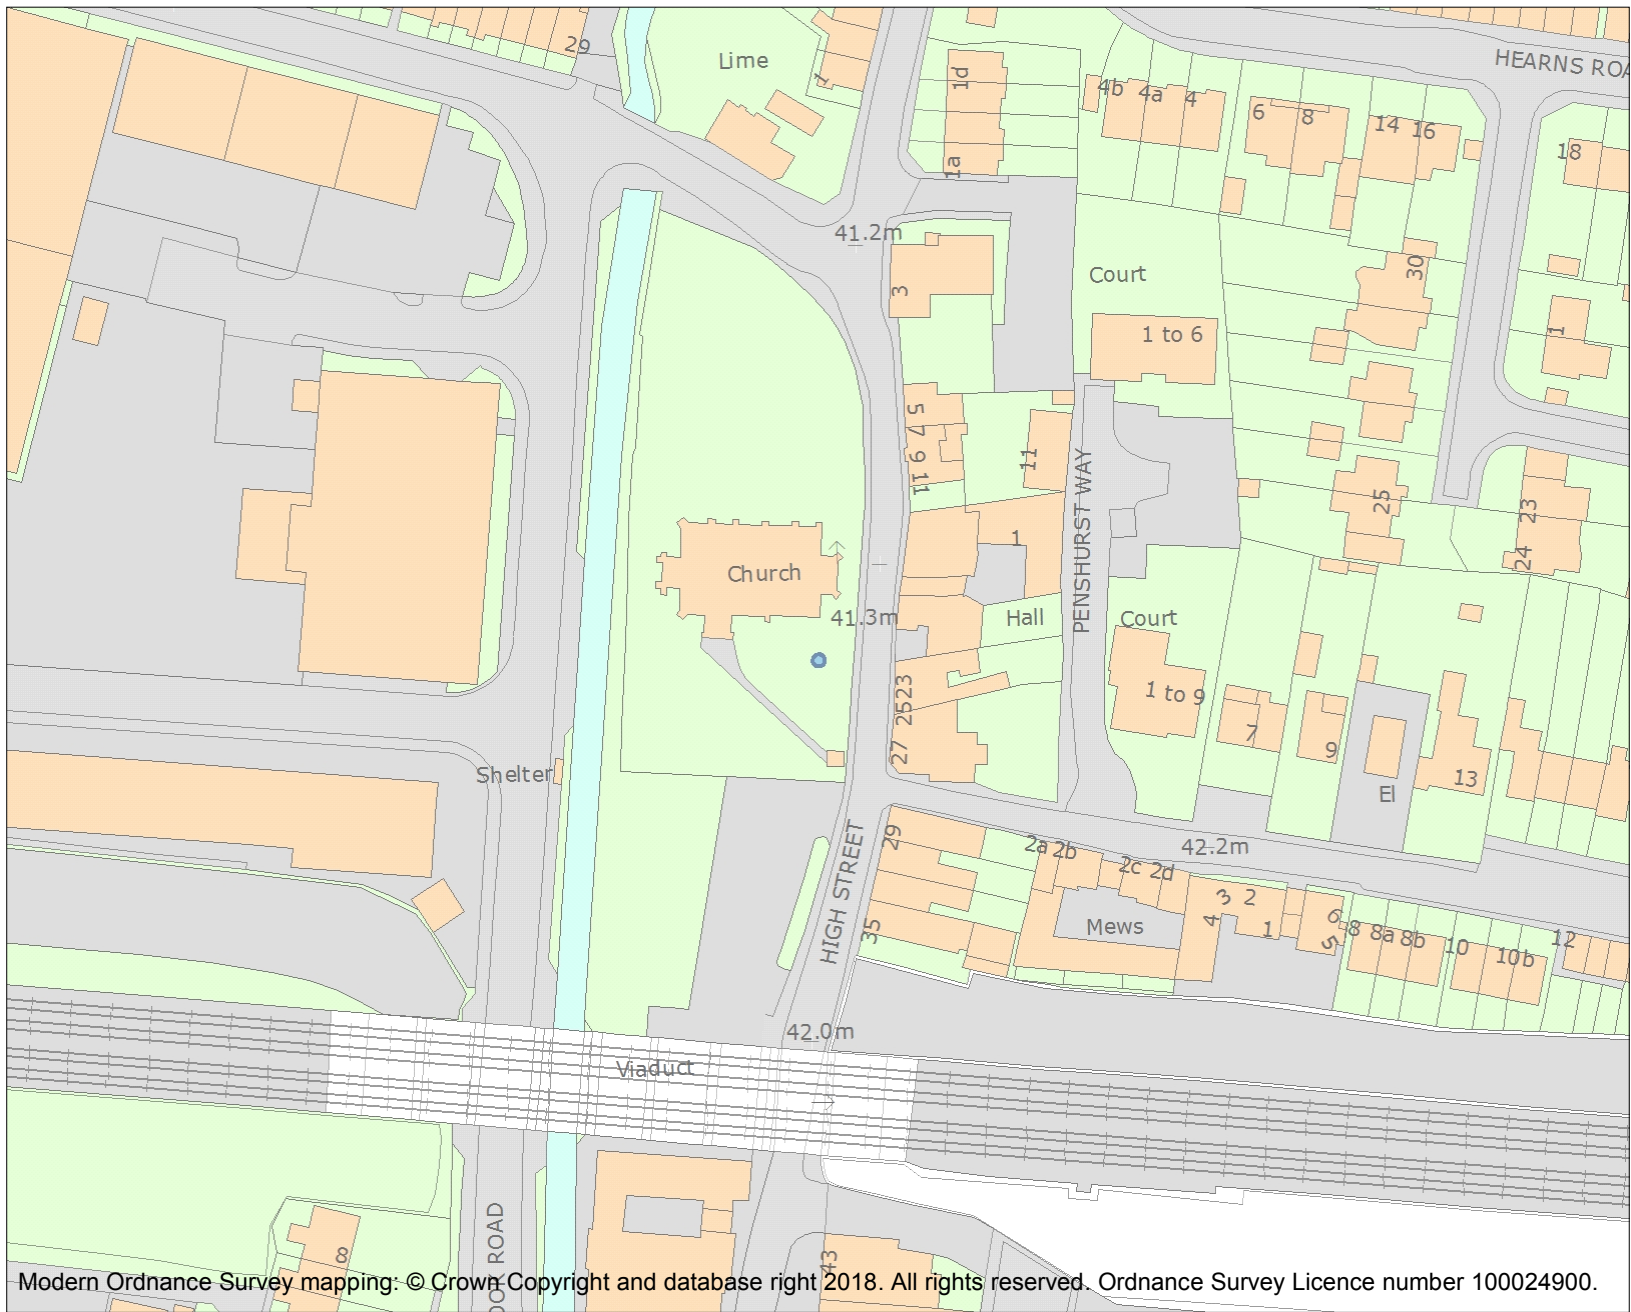 29
Lime
1
1d
1a
4b
4a
4
6
8
14
16
18
HEARNS ROA
41.2m
Court
3
30
1 to 6
1
5
7
9
11
11
PENSHURST WAY
25
23
24
1
Church
41.3m
Hall
Court
1 to 9
23
25
27
7
9
El
13
Shelter
HIGH STREET
29
35
2a
2b
2c
2d
42.2m
Mews
4
3
2
1
6
5
8
8a
8b
10
10b
12
42.0m
Viaduct
8
OOK ROAD
43
Modern Ordnance Survey mapping: © Crown Copyright and database right 2018. All rights reserved. Ordnance Survey Licence number 100024900.